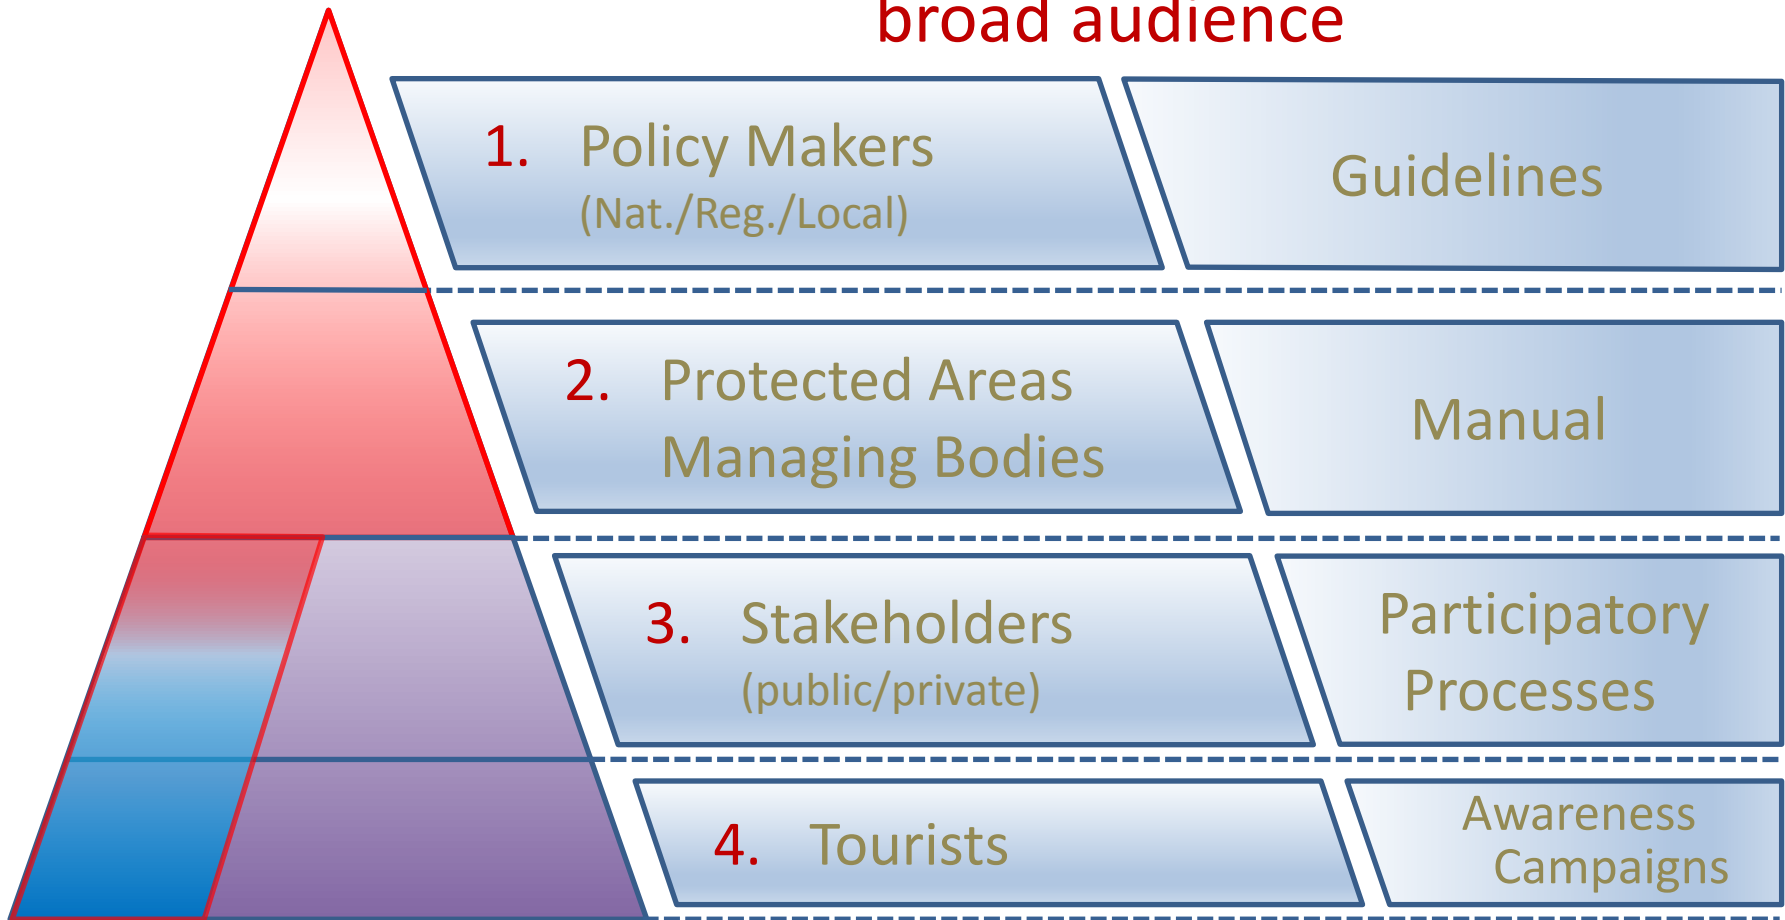 broad audience
1. Policy Makers
(Nat./Reg./Local)
Guidelines
2. Protected Areas
Managing Bodies
Manual
3. Stakeholders
(public/private)
Participatory
Processes
4. Tourists
Awareness
Campaigns